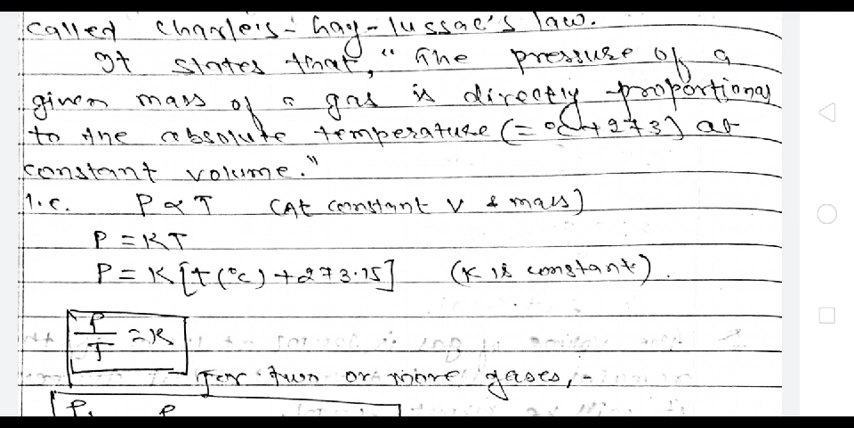 called Charle's - Gay - lussac's law.
It states that, "The pressure of a
given mass of a gas is directly proportional
to the absolute temperature (= °C + 273) at
constant volume."
i.e. P ∝ T (At constant V & mass)
P = KT
P = K [t (°C) + 273.15] (K is constant).
P/T = K
For two or more gases, -